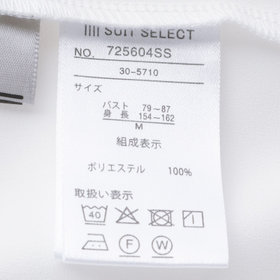 SUIT SELECT
NO. 725604SS
30-5710
サイズ
バスト 79~87
身長 154~162
M
組成表示
ポリエステル 100%
取扱い表示
40
F W